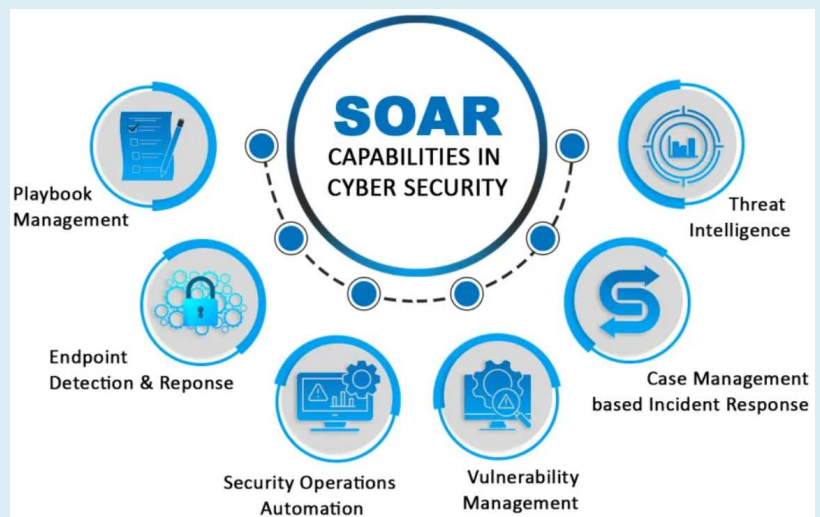 SOAR
CAPABILITIES IN
CYBER SECURITY
Playbook
Management
Endpoint
Detection & Reponse
Security Operations
Automation
Vulnerability
Management
Case Management
based Incident Response
Threat
Intelligence